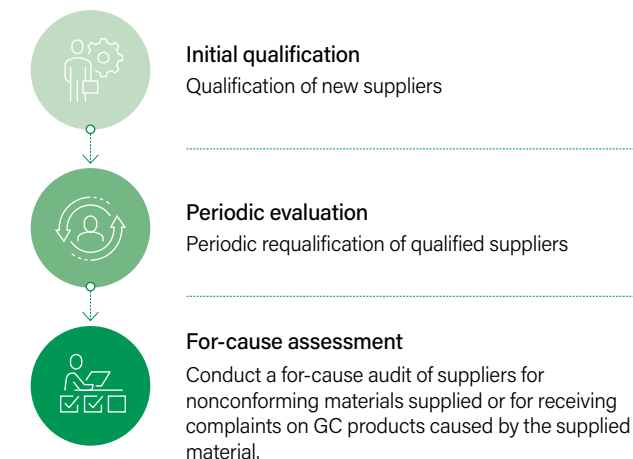 Initial qualification
Qualification of new suppliers
Periodic evaluation
Periodic requalification of qualified suppliers
For-cause assessment
Conduct a for-cause audit of suppliers for
nonconforming materials supplied or for receiving
complaints on GC products caused by the supplied
material.